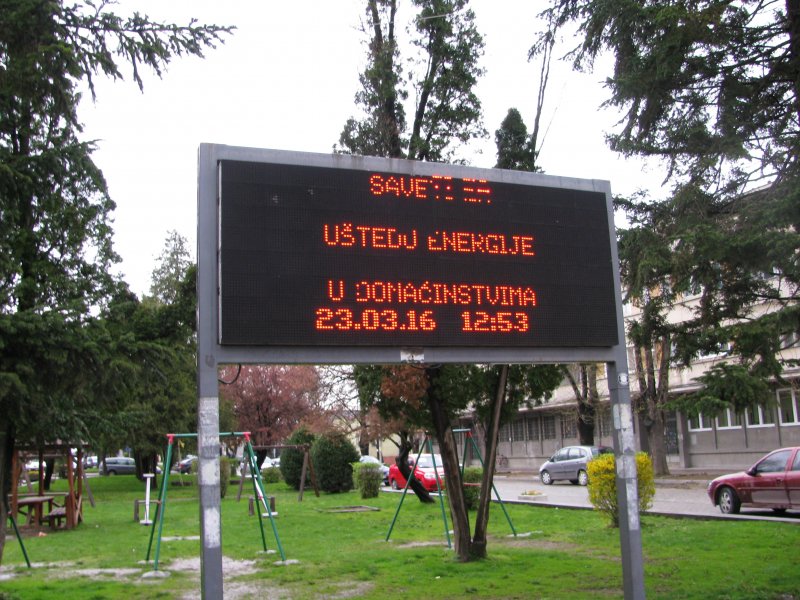 SAVETI ZA
UŠTEDU ENERGIJE
U DOMAĆINSTVIMA
23.03.16 12:53